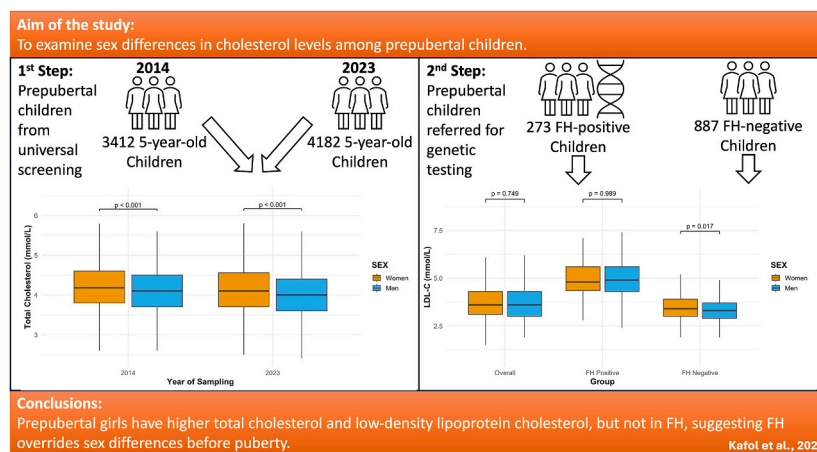 Aim of the study:
To examine sex differences in cholesterol levels among prepubertal children.
1st Step:
Prepubertal
children
from
universal
screening
2014
3412 5-year-old
Children
2023
4182 5-year-old
Children
p < 0.001
p < 0.001
Total Cholesterol (mmol/L)
6
5
4
3
2014
2023
Year of Sampling
SEX
Women
Men
2nd Step:
Prepubertal
children
referred for
genetic
testing
273 FH-positive
Children
887 FH-negative
Children
p = 0.749
p = 0.989
p = 0.017
LDL-C (mmol/L)
7.5
5.0
2.5
Overall
FH Positive
FH Negative
Group
SEX
Women
Men
Conclusions:
Prepubertal girls have higher total cholesterol and low-density lipoprotein cholesterol, but not in FH, suggesting FH
overrides sex differences before puberty.
Kafol et al.,